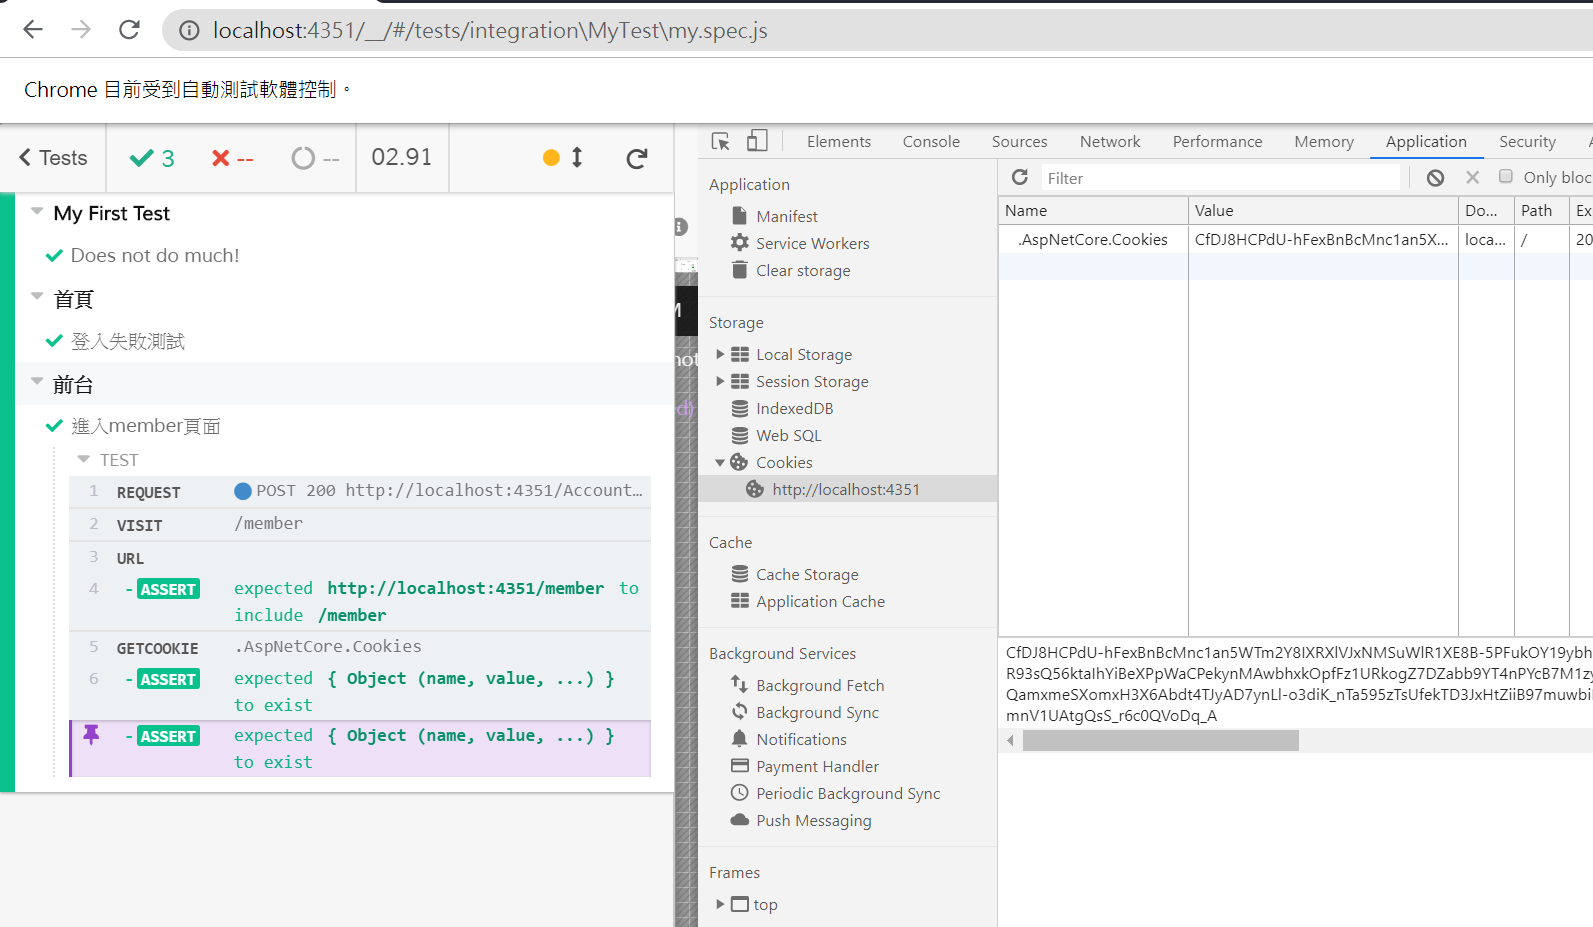 localhost:4351/__/#/tests/integration\MyTest\my.spec.js
Chrome 目前受到自動測試軟體控制。
Tests
3
--
--
02.91
My First Test
Does not do much!
首頁
登入失敗測試
前台
進入member頁面
TEST
1 REQUEST POST 200 http://localhost:4351/Account...
2 VISIT /member
3 URL
4 -ASSERT expected http://localhost:4351/member to
include /member
5 GETCOOKIE .AspNetCore.Cookies
6 -ASSERT expected { Object (name, value, ...) }
to exist
-ASSERT expected { Object (name, value, ...) }
to exist
Elements Console Sources Network Performance Memory Application Security
Application
Manifest
Service Workers
Clear storage
Storage
Local Storage
Session Storage
IndexedDB
Web SQL
Cookies
http://localhost:4351
Cache
Cache Storage
Application Cache
Background Services
Background Fetch
Background Sync
Notifications
Payment Handler
Periodic Background Sync
Push Messaging
Frames
top
Filter
Only bloc
Name Value Do... Path Ex
.AspNetCore.Cookies CfDJ8HCPdU-hFexBnBcMnc1an5X... loca... / 20
CfDJ8HCPdU-hFexBnBcMnc1an5WTm2Y8IXRXlVJxNMSuWlR1XE8B-5PFukOY19ybh
R93sQ56ktaIhYiBeXPpWaCPekynMAwbhxkOpfFz1URkogZ7DZabb9YT4nPYcB7M1zy
QamxmeSXomxH3X6Abdt4TJyAD7ynLl-o3diK_nTa595zTsUfekTD3JxHtZiiB97muwbi
mnV1UAtgQsS_r6c0QVoDq_A